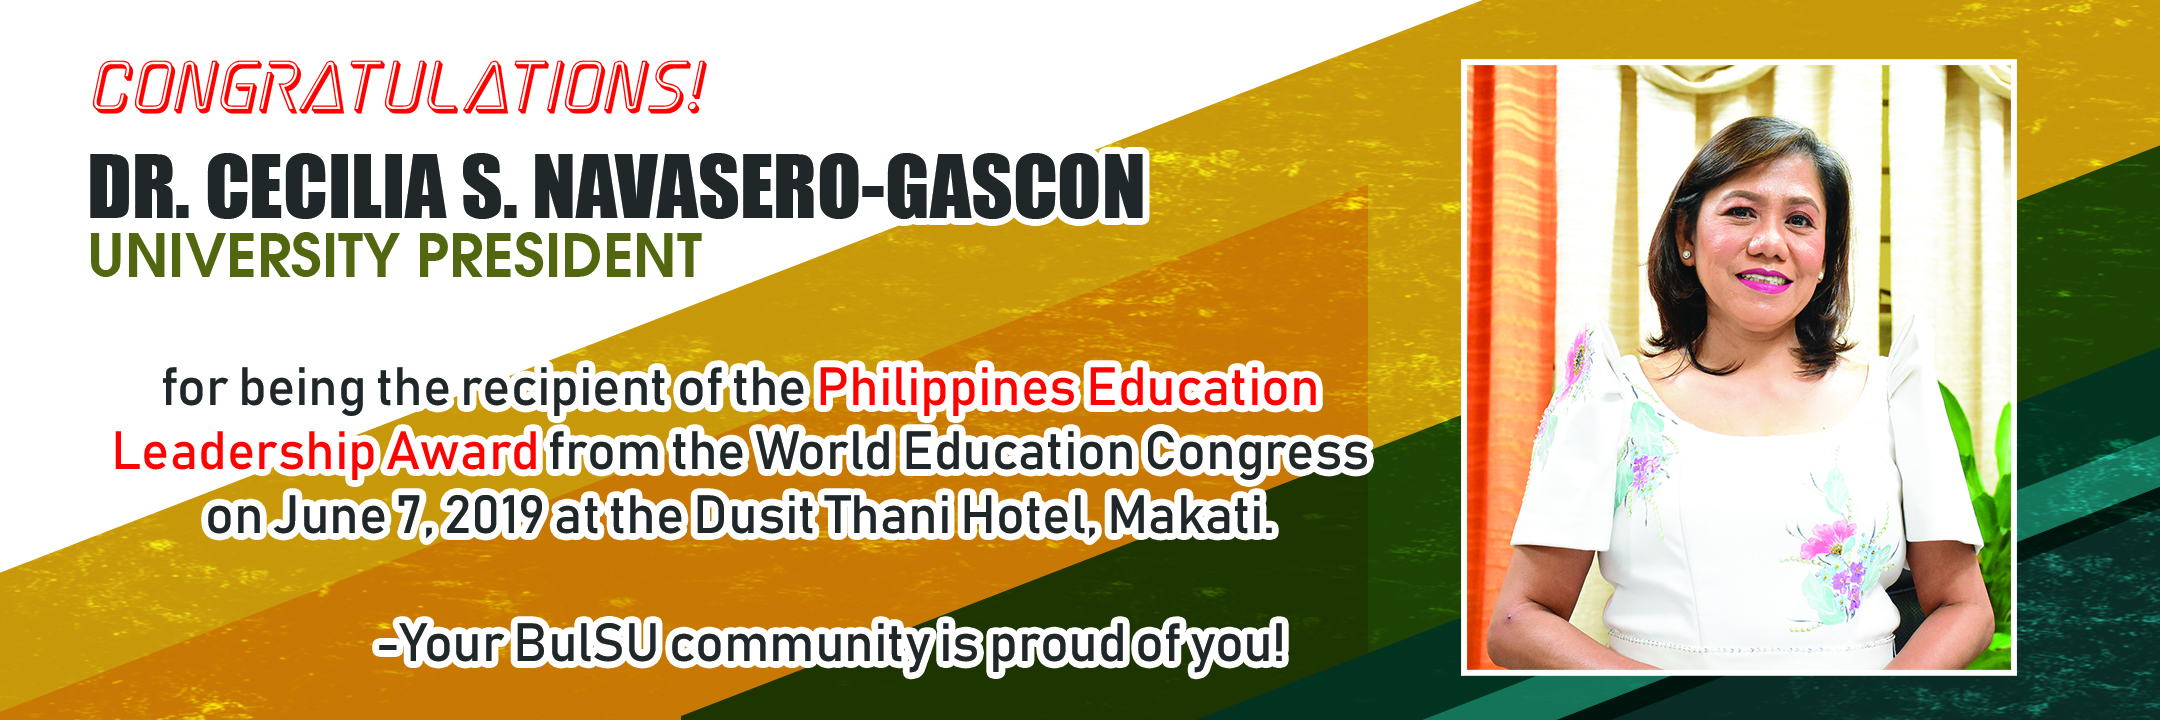 CONGRATULATIONS!
DR. CECILIA S. NAVASERO-GASCON
UNIVERSITY PRESIDENT
for being the recipient of the Philippines Education
Leadership Award from the World Education Congress
on June 7, 2019 at the Dusit Thani Hotel, Makati.
-Your BulSU community is proud of you!